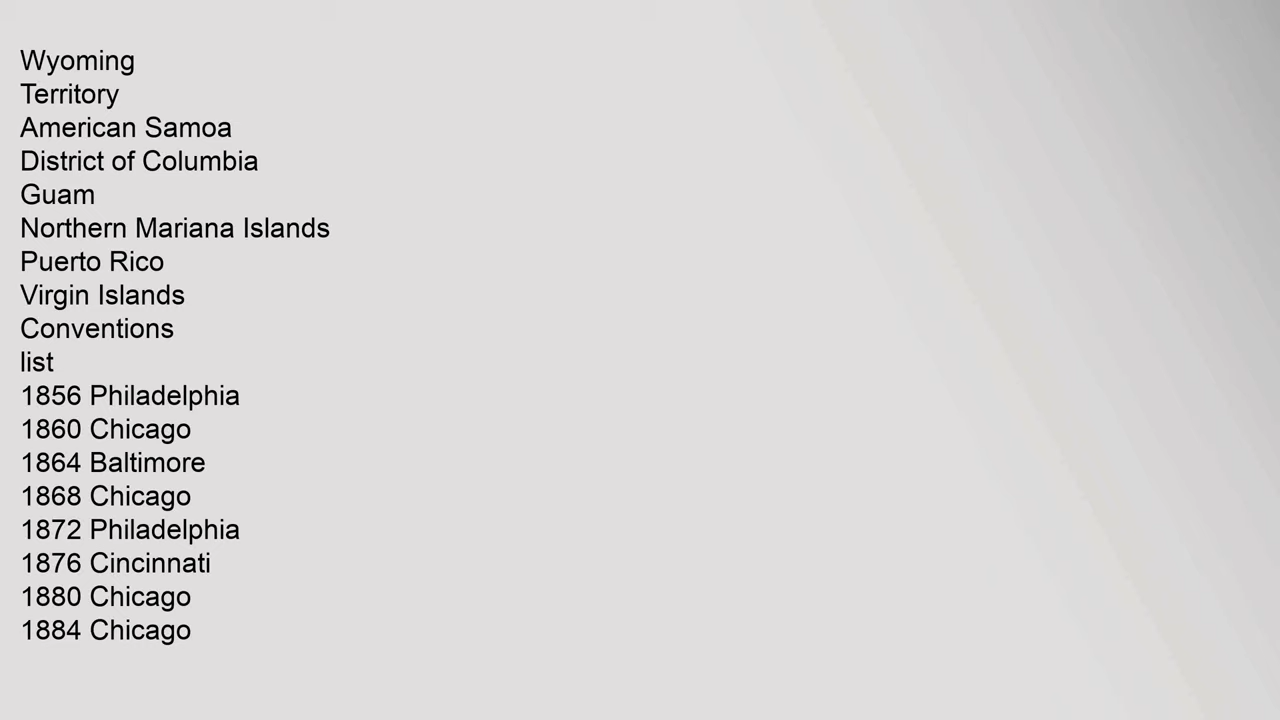 Wyoming
Territory
American Samoa
District of Columbia
Guam
Northern Mariana Islands
Puerto Rico
Virgin Islands
Conventions
list
1856 Philadelphia
1860 Chicago
1864 Baltimore
1868 Chicago
1872 Philadelphia
1876 Cincinnati
1880 Chicago
1884 Chicago